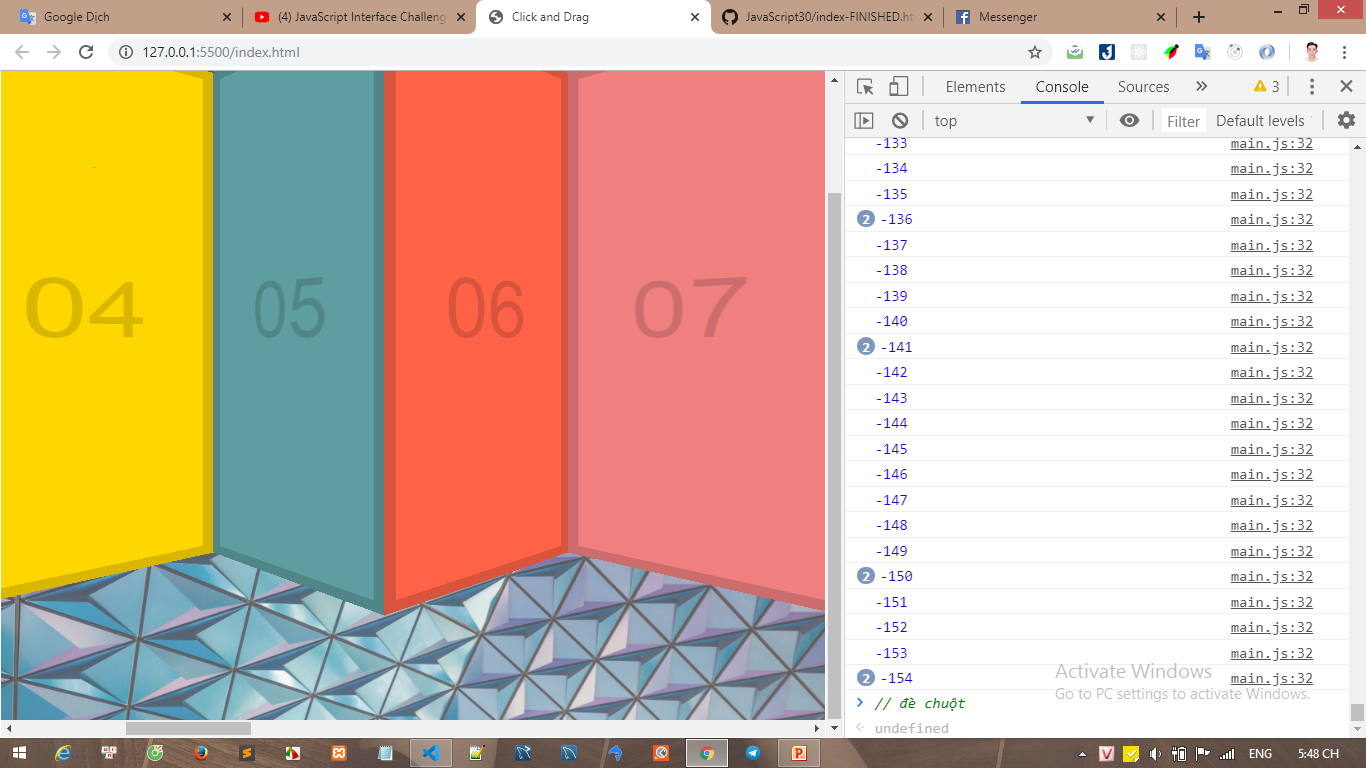 Google Dịch
(4) JavaScript Interface Challeng
Click and Drag
JavaScript30/index-FINISHED.ht
Messenger
127.0.0.1:5500/index.html
Elements
Console
Sources
3
top
Filter
Default levels
04
05
06
07
-133 main.js:32
-134 main.js:32
-135 main.js:32
2 -136 main.js:32
-137 main.js:32
-138 main.js:32
-139 main.js:32
-140 main.js:32
2 -141 main.js:32
-142 main.js:32
-143 main.js:32
-144 main.js:32
-145 main.js:32
-146 main.js:32
-147 main.js:32
-148 main.js:32
-149 main.js:32
2 -150 main.js:32
-151 main.js:32
-152 main.js:32
-153 main.js:32
2 -154 main.js:32
// đè chuột
undefined
Activate Windows
Go to PC settings to activate Windows.
ENG
5:48 CH